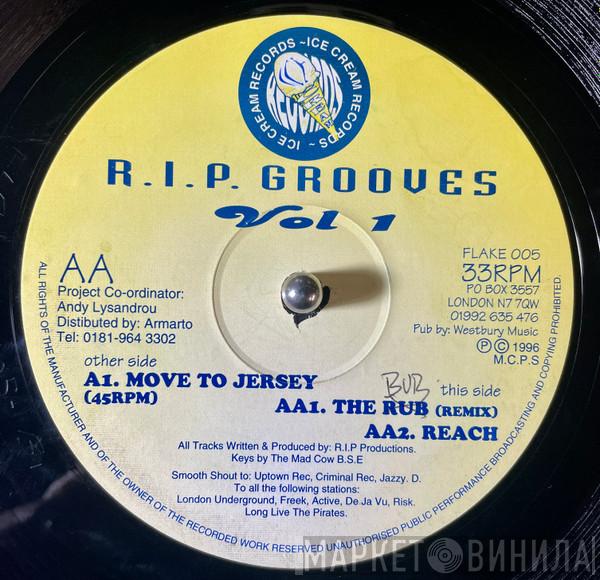 ICE CREAM RECORDS ~ ICE CREAM RECORDS ~
R.I.P. GROOVES
Vol 1
AA
Project Co-ordinator:
Andy Lysandrou
Distributed by: Armarto
Tel: 0181-964 3302
FLAKE 005
33RPM
PO BOX 3557
LONDON N7 7QW
01992 635 476
Pub by: Westbury Music
Ⓟ © 1996
M.C.P.S
other side
A1. MOVE TO JERSEY
(45RPM)
BUB
this side
AA1. THE RUB (REMIX)
AA2. REACH
All Tracks Written & Produced by: R.I.P Productions.
Keys by The Mad Cow B.S.E
Smooth Shout to: Uptown Rec, Criminal Rec, Jazzy. D.
To all the following stations:
London Underground, Freek, Active, De Ja Vu, Risk.
Long Live The Pirates.
ALL RIGHTS OF THE MANUFACTURER AND OF THE OWNER OF THE RECORDED WORK RESERVED UNAUTHORISED PUBLIC PERFORMANCE BROADCASTING AND COPYING PROHIBITED.
МАРКЕТ ВИНИЛА